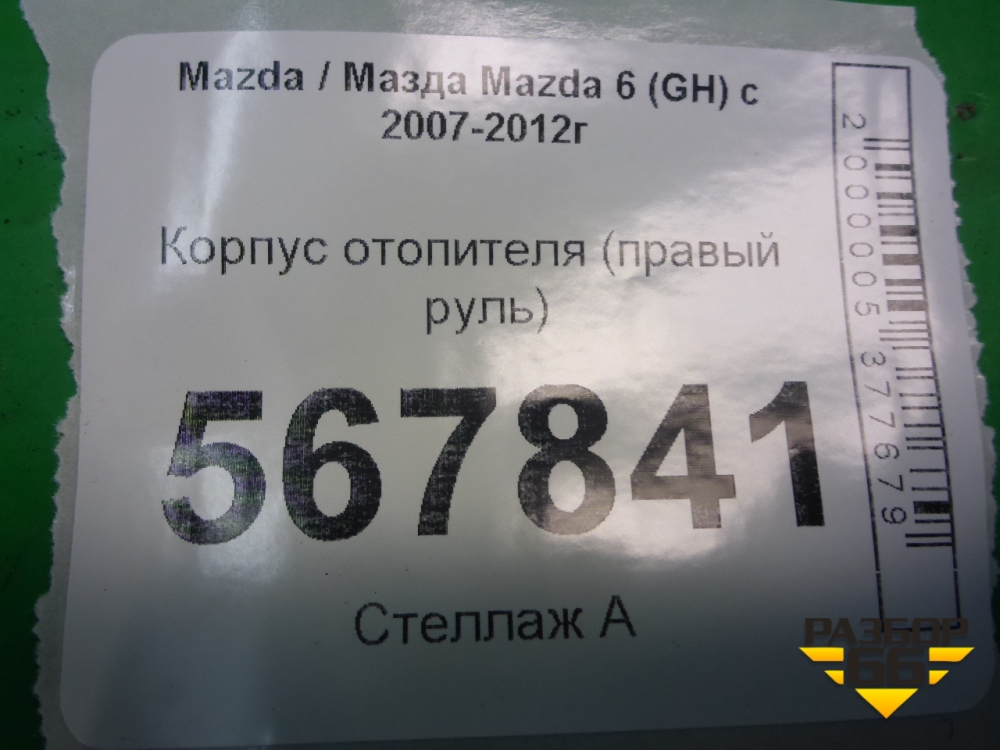 Mazda / Мазда Mazda 6 (GH) с
2007-2012г
Корпус отопителя (правый
руль)
567841
Стеллаж А
2000005377679
РАЗБОР
66